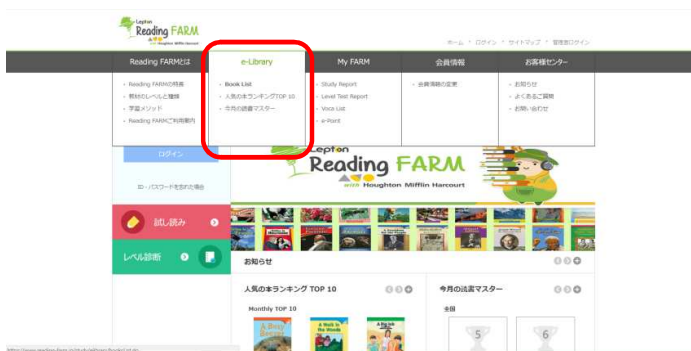 Lepton
Reading FARM
with Houghton Mifflin Harcourt
ホーム ・ ログイン ・ サイトマップ ・ 管理者ログイン
Reading FARMとは e-Library My FARM 会員情報 お客様センター
- Reading FARMの特長 - Book List - Study Report - 会員情報の変更 - お知らせ
- 教材のレベルと種類 - 人気の本ランキングTOP 10 - Level Test Report - よくあるご質問
- 学習メソッド - 今月の読書マスター - Voca List - お問い合わせ
- Reading FARMご利用案内 - e-Point
ログイン
ID・パスワードを忘れた場合
Lepton
Reading FARM
with Houghton Mifflin Harcourt
試し読み
レベル診断
お知らせ
人気の本ランキング TOP 10 今月の読書マスター
Monthly TOP 10 全国
A Busy Beaver
A Walk in the Woods
A Big Job
5 6